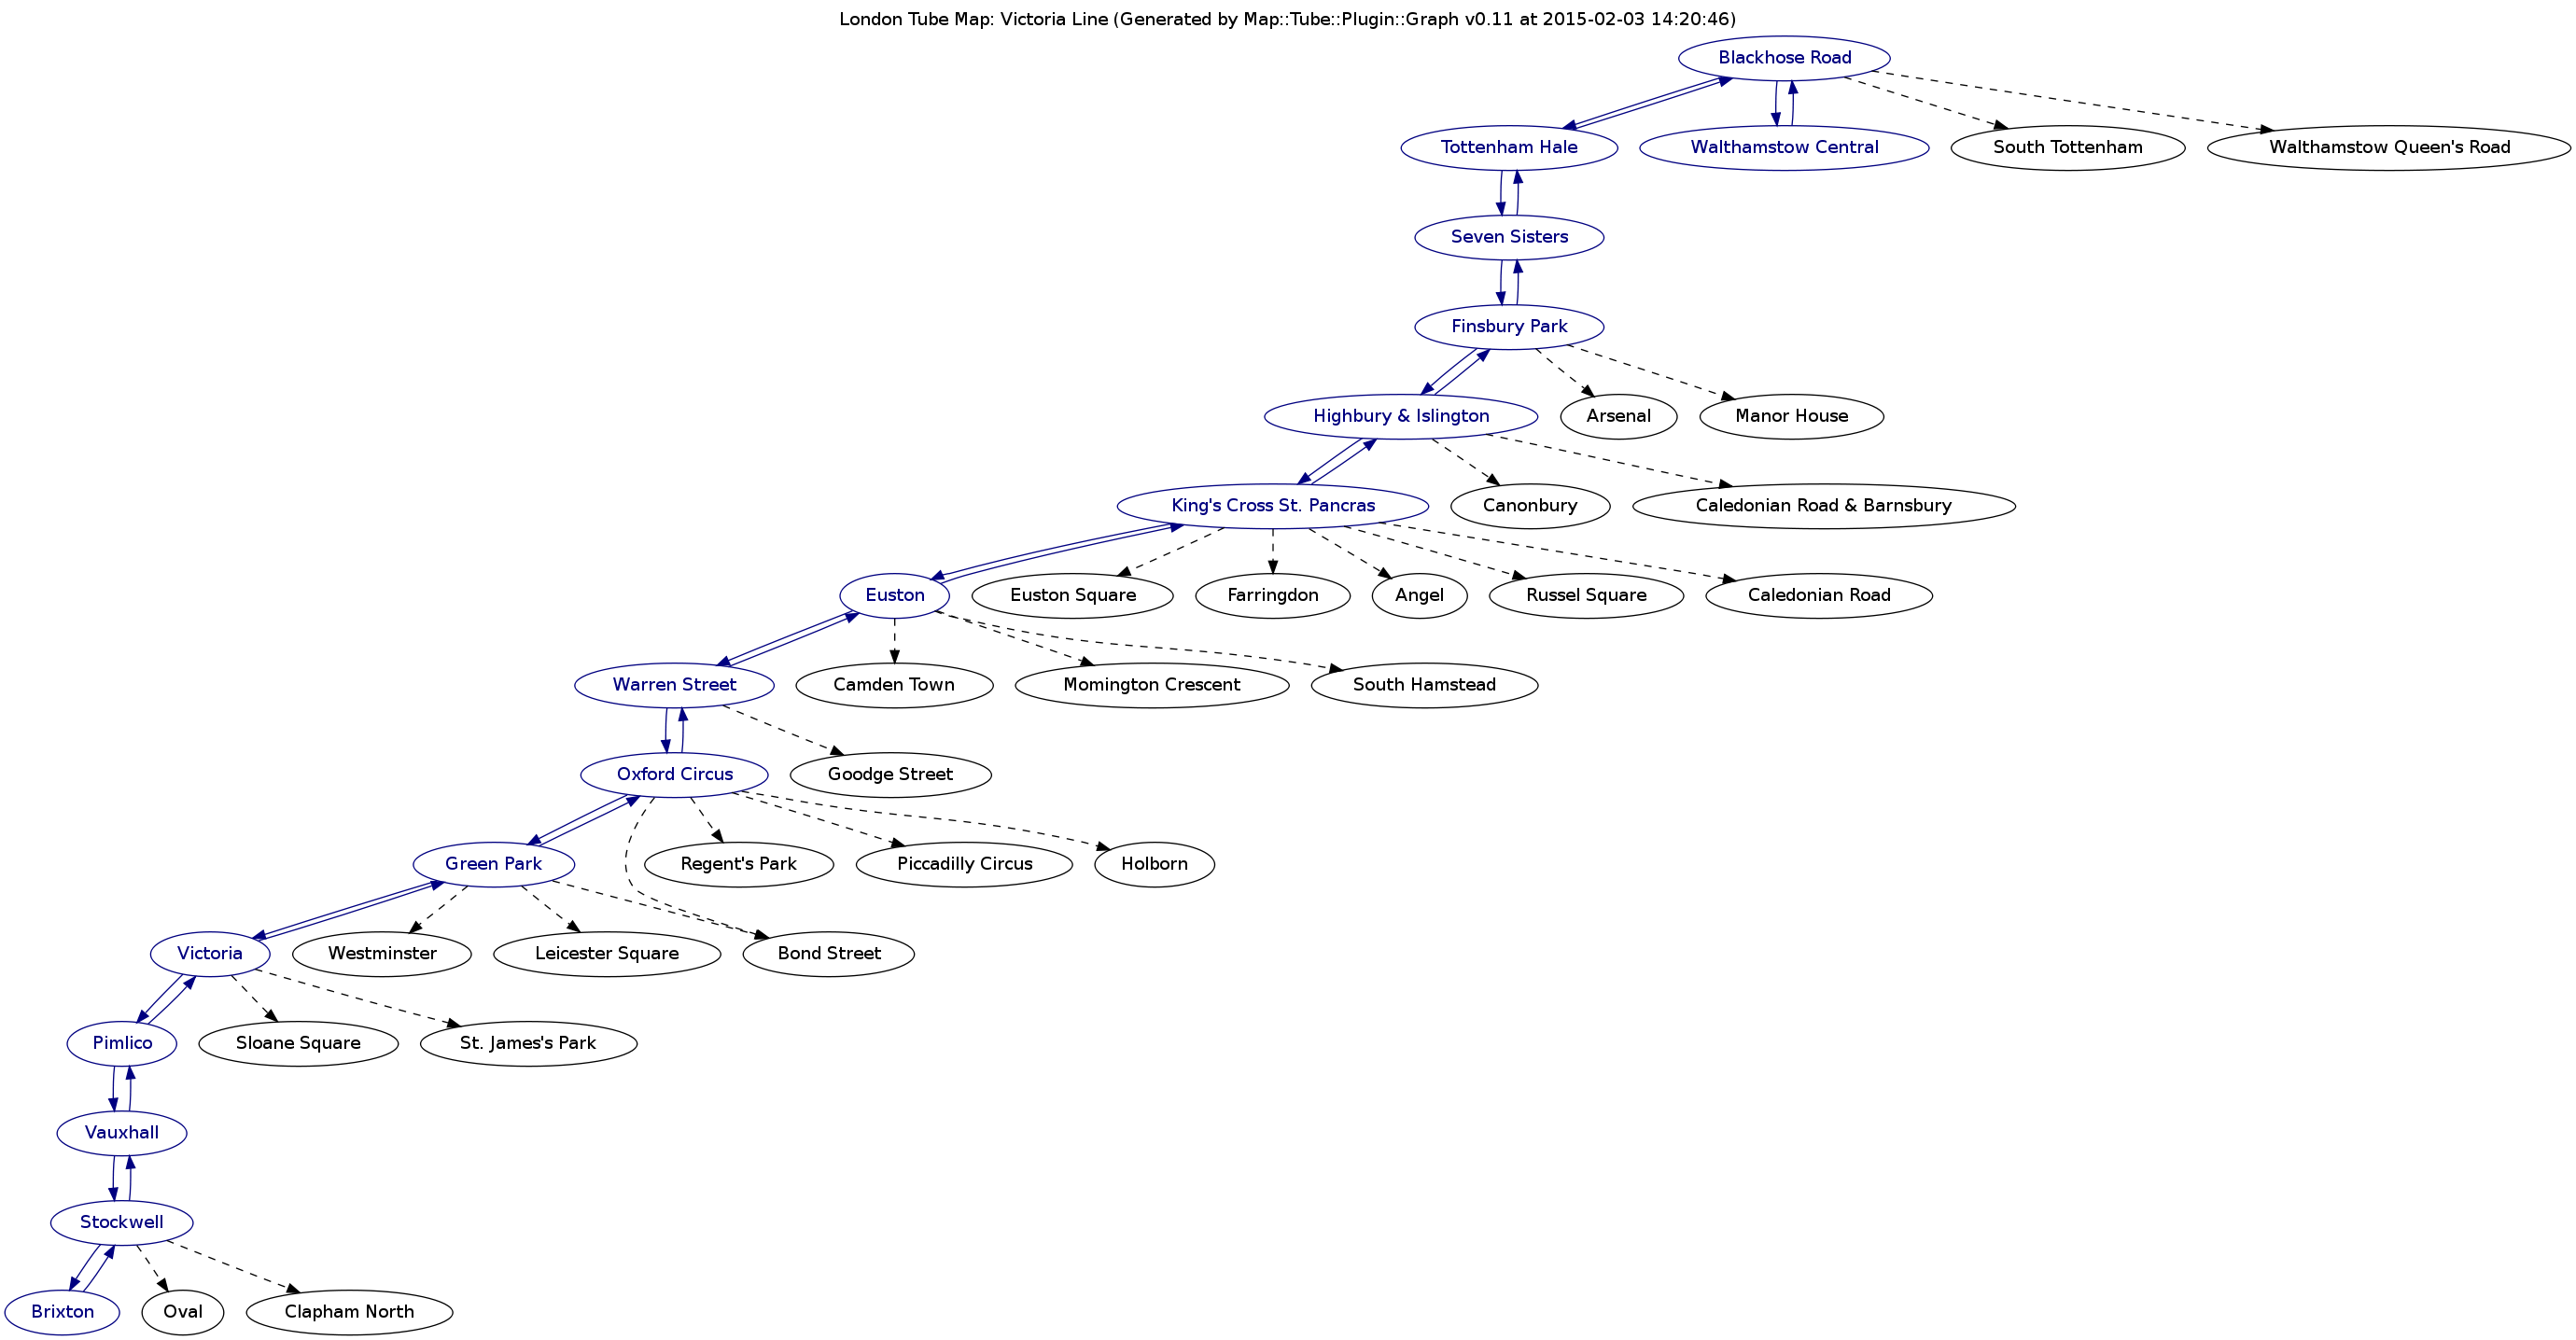 London Tube Map: Victoria Line (Generated by Map::Tube::Plugin::Graph v0.11 at 2015-02-03 14:20:46)
Blackhose Road
Tottenham Hale
Walthamstow Central
South Tottenham
Walthamstow Queen's Road
Seven Sisters
Finsbury Park
Highbury & Islington
Arsenal
Manor House
King's Cross St. Pancras
Canonbury
Caledonian Road & Barnsbury
Euston
Euston Square
Farringdon
Angel
Russel Square
Caledonian Road
Warren Street
Camden Town
Momington Crescent
South Hamstead
Oxford Circus
Goodge Street
Green Park
Regent's Park
Piccadilly Circus
Holborn
Victoria
Westminster
Leicester Square
Bond Street
Pimlico
Sloane Square
St. James's Park
Vauxhall
Stockwell
Brixton
Oval
Clapham North